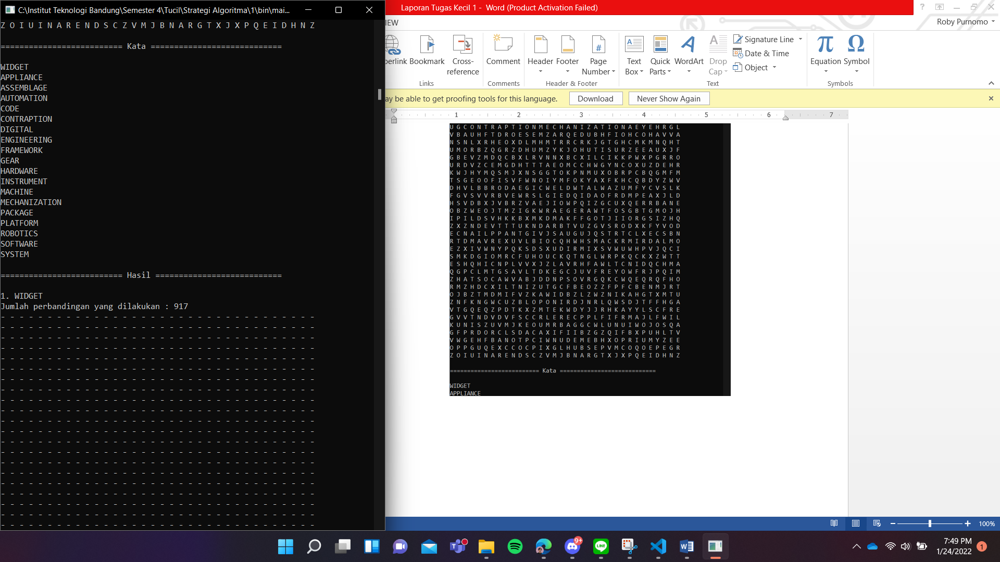 C:\Institut Teknologi Bandung\Semester 4\Tucil\Strategi Algoritma\1\bin\mai...
Z O I U I N A R E N D S C Z V M J B N A R G T X J X P Q E I D H N Z
========================== Kata ============================
WIDGET
APPLIANCE
ASSEMBLAGE
AUTOMATION
CODE
CONTRAPTION
DIGITAL
ENGINEERING
FRAMEWORK
GEAR
HARDWARE
INSTRUMENT
MACHINE
MECHANIZATION
PACKAGE
PLATFORM
ROBOTICS
SOFTWARE
SYSTEM
========================== Hasil ===========================
1. WIDGET
Jumlah perbandingan yang dilakukan : 917
Laporan Tugas Kecil 1 - Word (Product Activation Failed)
IEW
Roby Purnomo
perlink Bookmark Cross-reference
Links
Comment
Comments
Header Footer Page Number
Header & Footer
Text Box Quick Parts WordArt Drop Cap
Signature Line
Date & Time
Object
Text
Equation Symbol
Symbols
ay be able to get proofing tools for this language. Download Never Show Again
1 2 3 4 5 6 7
U G C O N T R A P T I O N M E C H A N I Z A T I O N A E Y E H R G L
V B A U H F T D R O E S E M Z A R Q E D U B H F I O H C O H A V V A
N S N L X R H E O X D L M H M T R R C R K J G T G H C M K M N Q H T
U M O R B Z Q G R Z D H U M Z Y K J O H U T I S U R Z E E A U X J F
G B E V Z M D Q C B X L R V N N X B C X I L C I K K P W X P G R R O
U R D V Z C E M G D H T T T A E O M C C H W G Y N C O X U Z D E H R
K W J H Y M Q S M J X N S G G T O K P N M U X O B R P C B Q G M F M
T S G E O O F I S V F W N O I Y M F O K Y A X F K H C Q B D Y Z W V
D H V L B B R O D A E G I C W E L D W T A L W A Z U M F Y C V S L K
F G V S V V R B V E W R S L G I E D Q I D A O F R D M P E A X J L D
H S V D B X J V B R Z V A E J I O W P Q I Z G C U X Q E R R B A N E
O B Z W E O J T M Z I G K W R A E G E R A W T F O S G B T G M O J H
I P I L D S V H K K B X M K D M A K F F G O T J I I O R G S I Z H Q
Z X Z N D E V T T T U K N D A R B T V U Z G V S R O D X K F Y V O D
E C N A I L P P A N T G I V J S A U G U J Q S T R T C L X E C S B N
R T D M A V R E X U V L B I O C Q H W H S M A C K R M I R D A L M O
E Z X I V W N Y P Q K S D S X U D I R M I X S V W U W H P V J Q C I
S M K D G I O M R C F U H O U C K Q T N G L W R P K Q C K X Z W T T
E S H Q H I C N P L V V X J Z L A V R H F A W L T C N I D Q C H M A
Q G P C L M T G S A V L T D K E G C J U V F R E Y O W F R J P Q I M
Z H A T S O C A W V A B J D D N P S O V R G Q K C W Q E Q R Q F H O
R M Z H D C X I L T N I Z U T G C F B E O Z Z F P F C B E N M J R T
O J B Z T M D M I F V Z K A W I D B Z L Z W Z N I K A H G T X M T U
Z N F K N G W C U Z B L O P O N I R D J N R L Q W S D J T F F H G A
V T G Q E Q Z P D T K X Z M T E K W D Y J J R H K A Y Y L S C F R E
G V V T N D V D V F S C C R L E R E C P P L F I F R M A J L F W I L
K U N I S Z U V M J K E O U M R B A G G C W L U N U I W O J O S Q A
G F P R D O R C L S D A C A X I F I I B Z G Z Q I F B X P U H L T V
V W G E H F B A N O T P C I W N U D E M E B H X O P R I U M Y Z E E
O P P G U Q E X C C O C P I X G L H U B S E P V M C O Q O E P E G R
Z O I U I N A R E N D S C Z V M J B N A R G T X J X P Q E I D H N Z
========================== Kata ============================
WIDGET
APPLIANCE
100%
9+
7:49 PM
1/24/2022
1